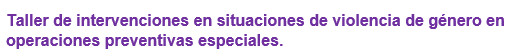 Taller de intervenciones en situaciones de violencia de género en
operaciones preventivas especiales.